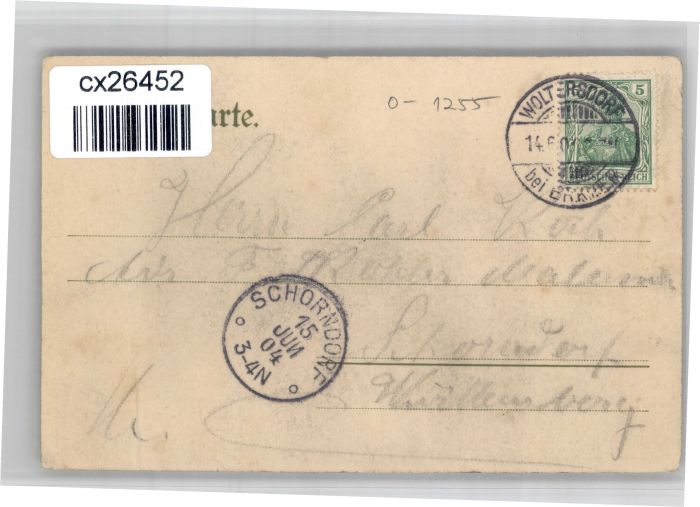 cx26452
arte.
0- 1255
WOLTERSDORF
14.6.04
bei ERKNER
5
DEUTSCHES REICH
Herrn Carl Koch
SCHORNDORF
15
JUN
04
3-4N
Schorndorf
Württemberg